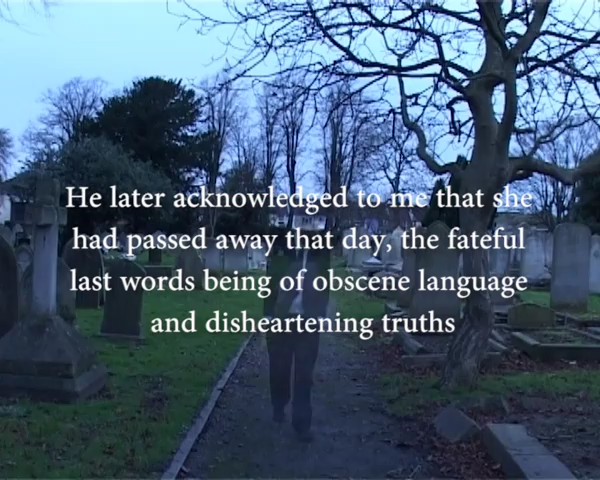 He later acknowledged to me that she
had passed away that day, the fateful
last words being of obscene language
and disheartening truths